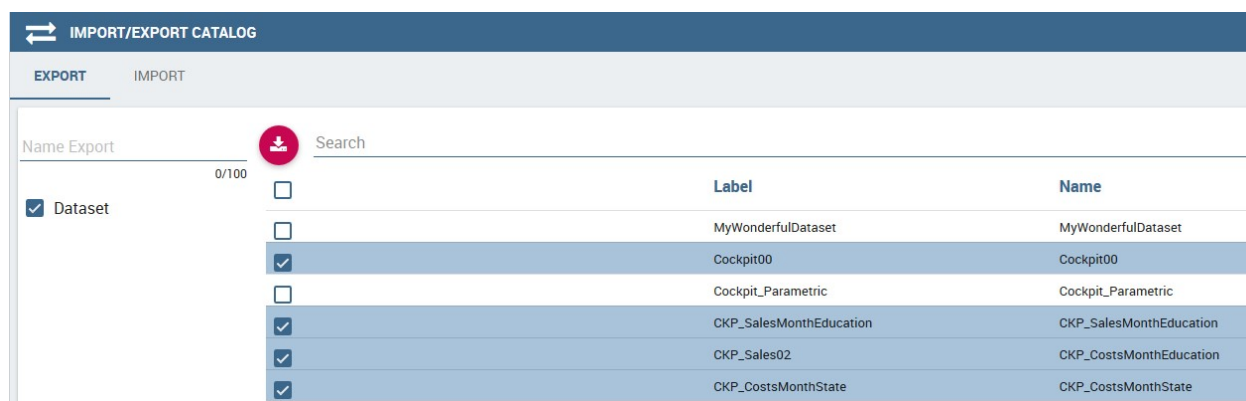 IMPORT/EXPORT CATALOG
EXPORT IMPORT
Name Export
Search
0/100
Label Name
Dataset
MyWonderfulDataset MyWonderfulDataset
Cockpit00 Cockpit00
Cockpit_Parametric Cockpit_Parametric
CKP_SalesMonthEducation CKP_SalesMonthEducation
CKP_Sales02 CKP_CostsMonthEducation
CKP_CostsMonthState CKP_CostsMonthState